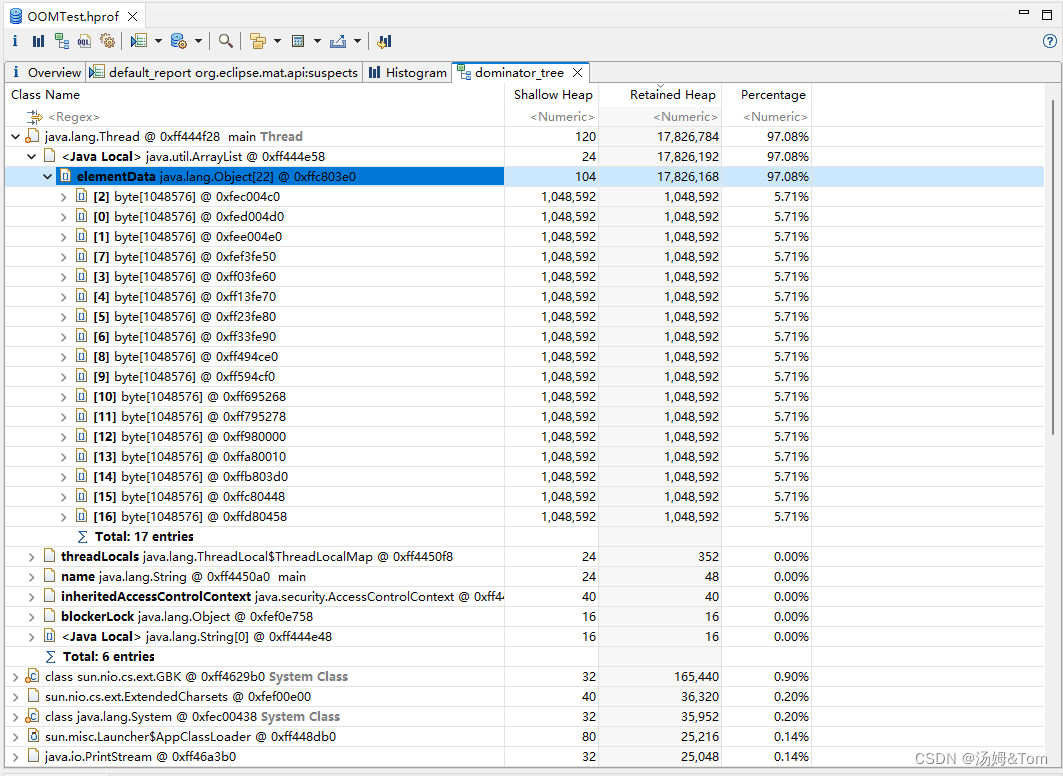 OOMTest.hprof
Overview default_report org.eclipse.mat.api:suspects Histogram dominator_tree
Class Name Shallow Heap Retained Heap Percentage
<Regex> <Numeric> <Numeric> <Numeric>
java.lang.Thread @ 0xff444f28 main Thread 120 17,826,784 97.08%
<Java Local> java.util.ArrayList @ 0xff444e58 24 17,826,192 97.08%
elementData java.lang.Object[22] @ 0xffc803e0 104 17,826,168 97.08%
[2] byte[1048576] @ 0xfec004c0 1,048,592 1,048,592 5.71%
[0] byte[1048576] @ 0xfed004d0 1,048,592 1,048,592 5.71%
[1] byte[1048576] @ 0xfee004e0 1,048,592 1,048,592 5.71%
[7] byte[1048576] @ 0xfef3fe50 1,048,592 1,048,592 5.71%
[3] byte[1048576] @ 0xff03fe60 1,048,592 1,048,592 5.71%
[4] byte[1048576] @ 0xff13fe70 1,048,592 1,048,592 5.71%
[5] byte[1048576] @ 0xff23fe80 1,048,592 1,048,592 5.71%
[6] byte[1048576] @ 0xff33fe90 1,048,592 1,048,592 5.71%
[8] byte[1048576] @ 0xff494ce0 1,048,592 1,048,592 5.71%
[9] byte[1048576] @ 0xff594cf0 1,048,592 1,048,592 5.71%
[10] byte[1048576] @ 0xff695268 1,048,592 1,048,592 5.71%
[11] byte[1048576] @ 0xff795278 1,048,592 1,048,592 5.71%
[12] byte[1048576] @ 0xff980000 1,048,592 1,048,592 5.71%
[13] byte[1048576] @ 0xffa80010 1,048,592 1,048,592 5.71%
[14] byte[1048576] @ 0xffb803d0 1,048,592 1,048,592 5.71%
[15] byte[1048576] @ 0xffc80448 1,048,592 1,048,592 5.71%
[16] byte[1048576] @ 0xffd80458 1,048,592 1,048,592 5.71%
Σ Total: 17 entries
threadLocals java.lang.ThreadLocal$ThreadLocalMap @ 0xff4450f8 24 352 0.00%
name java.lang.String @ 0xff4450a0 main 24 48 0.00%
inheritedAccessControlContext java.security.AccessControlContext @ 0xff44 40 40 0.00%
blockerLock java.lang.Object @ 0xfef0e758 16 16 0.00%
<Java Local> java.lang.String[0] @ 0xff444e48 16 16 0.00%
Σ Total: 6 entries
class sun.nio.cs.ext.GBK @ 0xff4629b0 System Class 32 165,440 0.90%
sun.nio.cs.ext.ExtendedCharsets @ 0xfef00e00 40 36,320 0.20%
class java.lang.System @ 0xfec00438 System Class 32 35,952 0.20%
sun.misc.Launcher$AppClassLoader @ 0xff448db0 80 25,216 0.14%
java.io.PrintStream @ 0xff46a3b0 32 25,048 0.14%
CSDN @汤姆&Tom